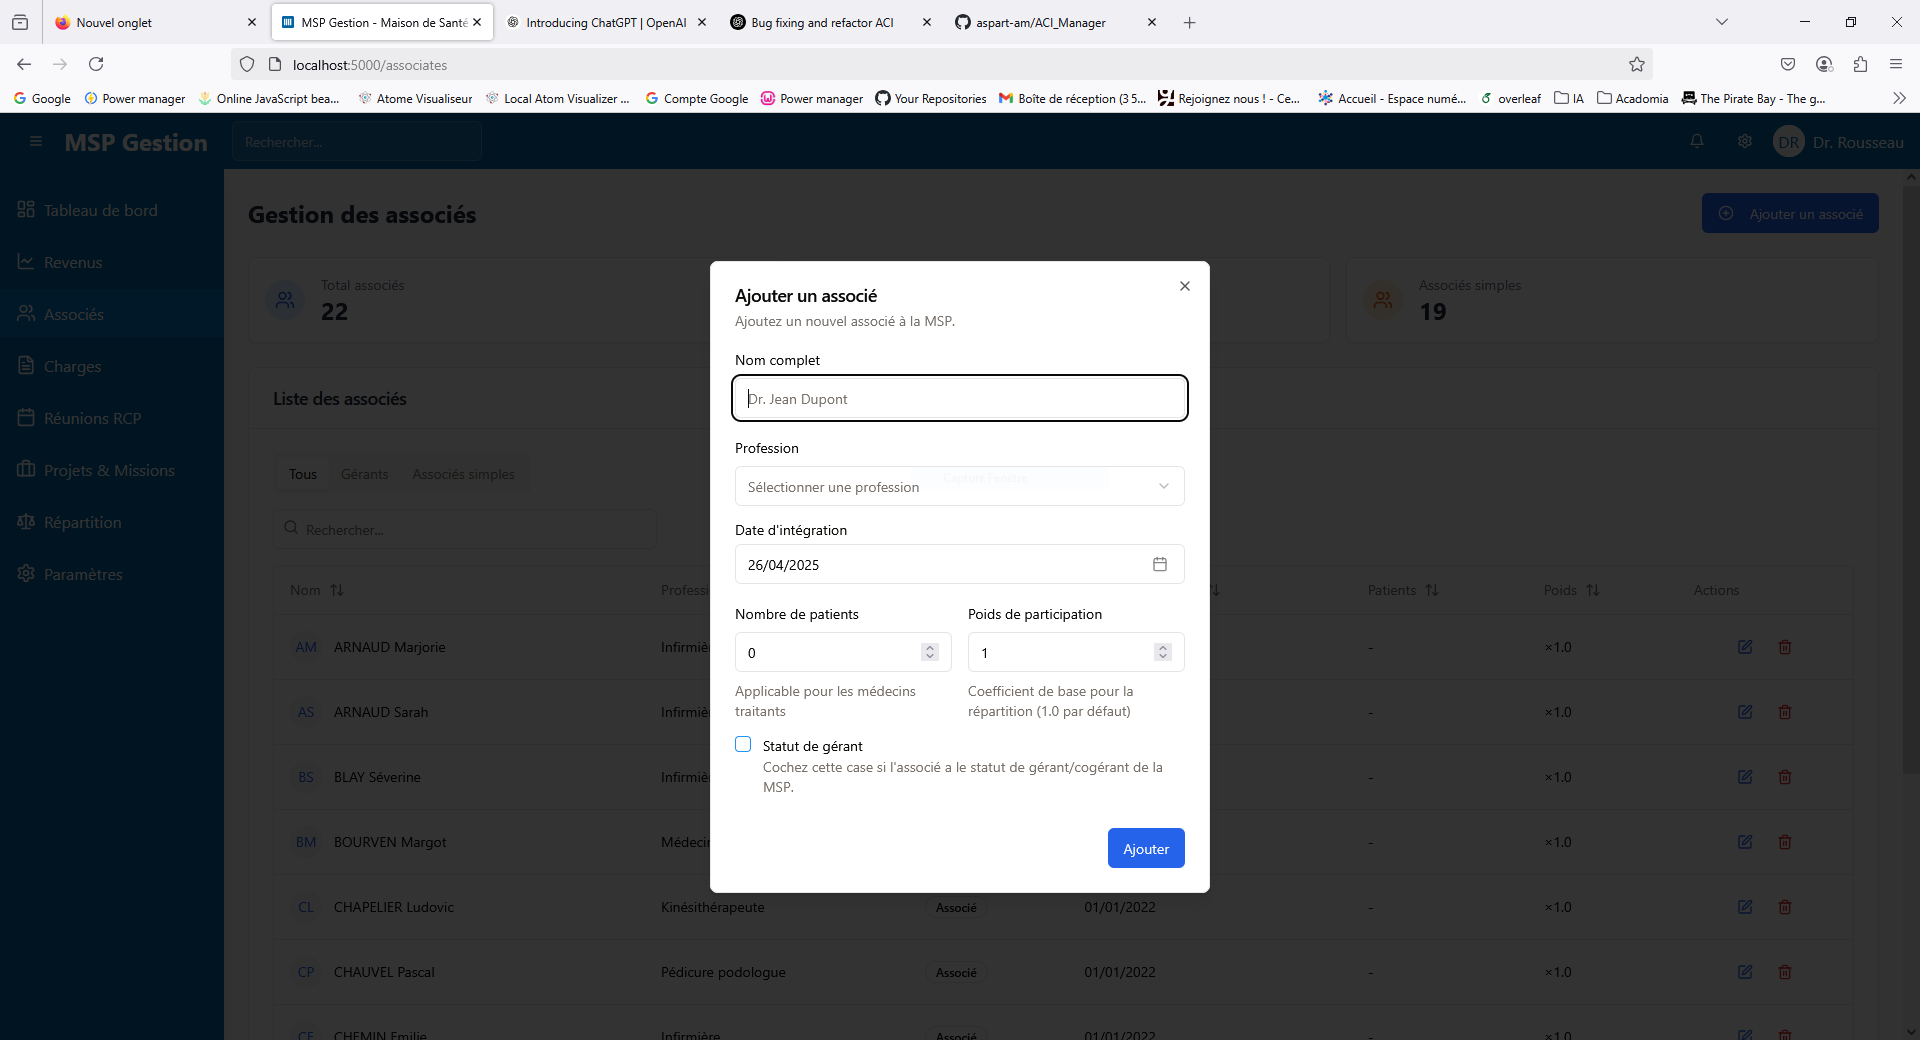 Nouvel onglet
MSP Gestion - Maison de Santé
Introducing ChatGPT | OpenAI
Bug fixing and refactor ACI
aspart-am/ACI_Manager
localhost:5000/associates
Google
Power manager
Online JavaScript bea...
Atome Visualiseur
Local Atom Visualizer ...
Compte Google
Power manager
Your Repositories
Boîte de réception (3 5...
Rejoignez nous ! - Ce...
Accueil - Espace numé...
overleaf
IA
Acadomia
The Pirate Bay - The g...
MSP Gestion
Rechercher...
DR
Dr. Rousseau
Tableau de bord
Revenus
Associés
Charges
Réunions RCP
Projets & Missions
Répartition
Paramètres
Gestion des associés
Ajouter un associé
Total associés
22
Associés simples
19
Liste des associés
Tous
Gérants
Associés simples
Rechercher...
Nom
Professi
Patients
Poids
Actions
AM ARNAUD Marjorie Infirmiè - ×1.0
AS ARNAUD Sarah Infirmiè - ×1.0
BS BLAY Séverine Infirmiè - ×1.0
BM BOURVEN Margot Médecin - ×1.0
CL CHAPELIER Ludovic Kinésithérapeute Associé 01/01/2022 - ×1.0
CP CHAUVEL Pascal Pédicure podologue Associé 01/01/2022 - ×1.0
CE CHEMIN Emilie Infirmière Associé 01/01/2022 - ×1.0
Ajouter un associé
Ajoutez un nouvel associé à la MSP.
Nom complet
Dr. Jean Dupont
Profession
Sélectionner une profession
Capture Fenêtre
Date d'intégration
26/04/2025
Nombre de patients
0
Applicable pour les médecins
traitants
Poids de participation
1
Coefficient de base pour la
répartition (1.0 par défaut)
Statut de gérant
Cochez cette case si l'associé a le statut de gérant/cogérant de la
MSP.
Ajouter